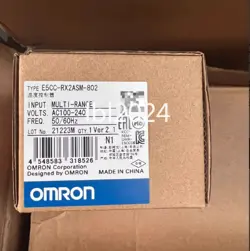 TYPE E5CC-RX2ASM-802
温度控制器
INPUT MULTI-RANGE
VOLTS. AC100-240
FREQ. 50/60Hz
LOT No 21223M QTY. 1 Ver 2.1
N1
EAC
4 548583 318526
OMRON Corporation
Designed by OMRON
MADE IN CHINA
OMRON